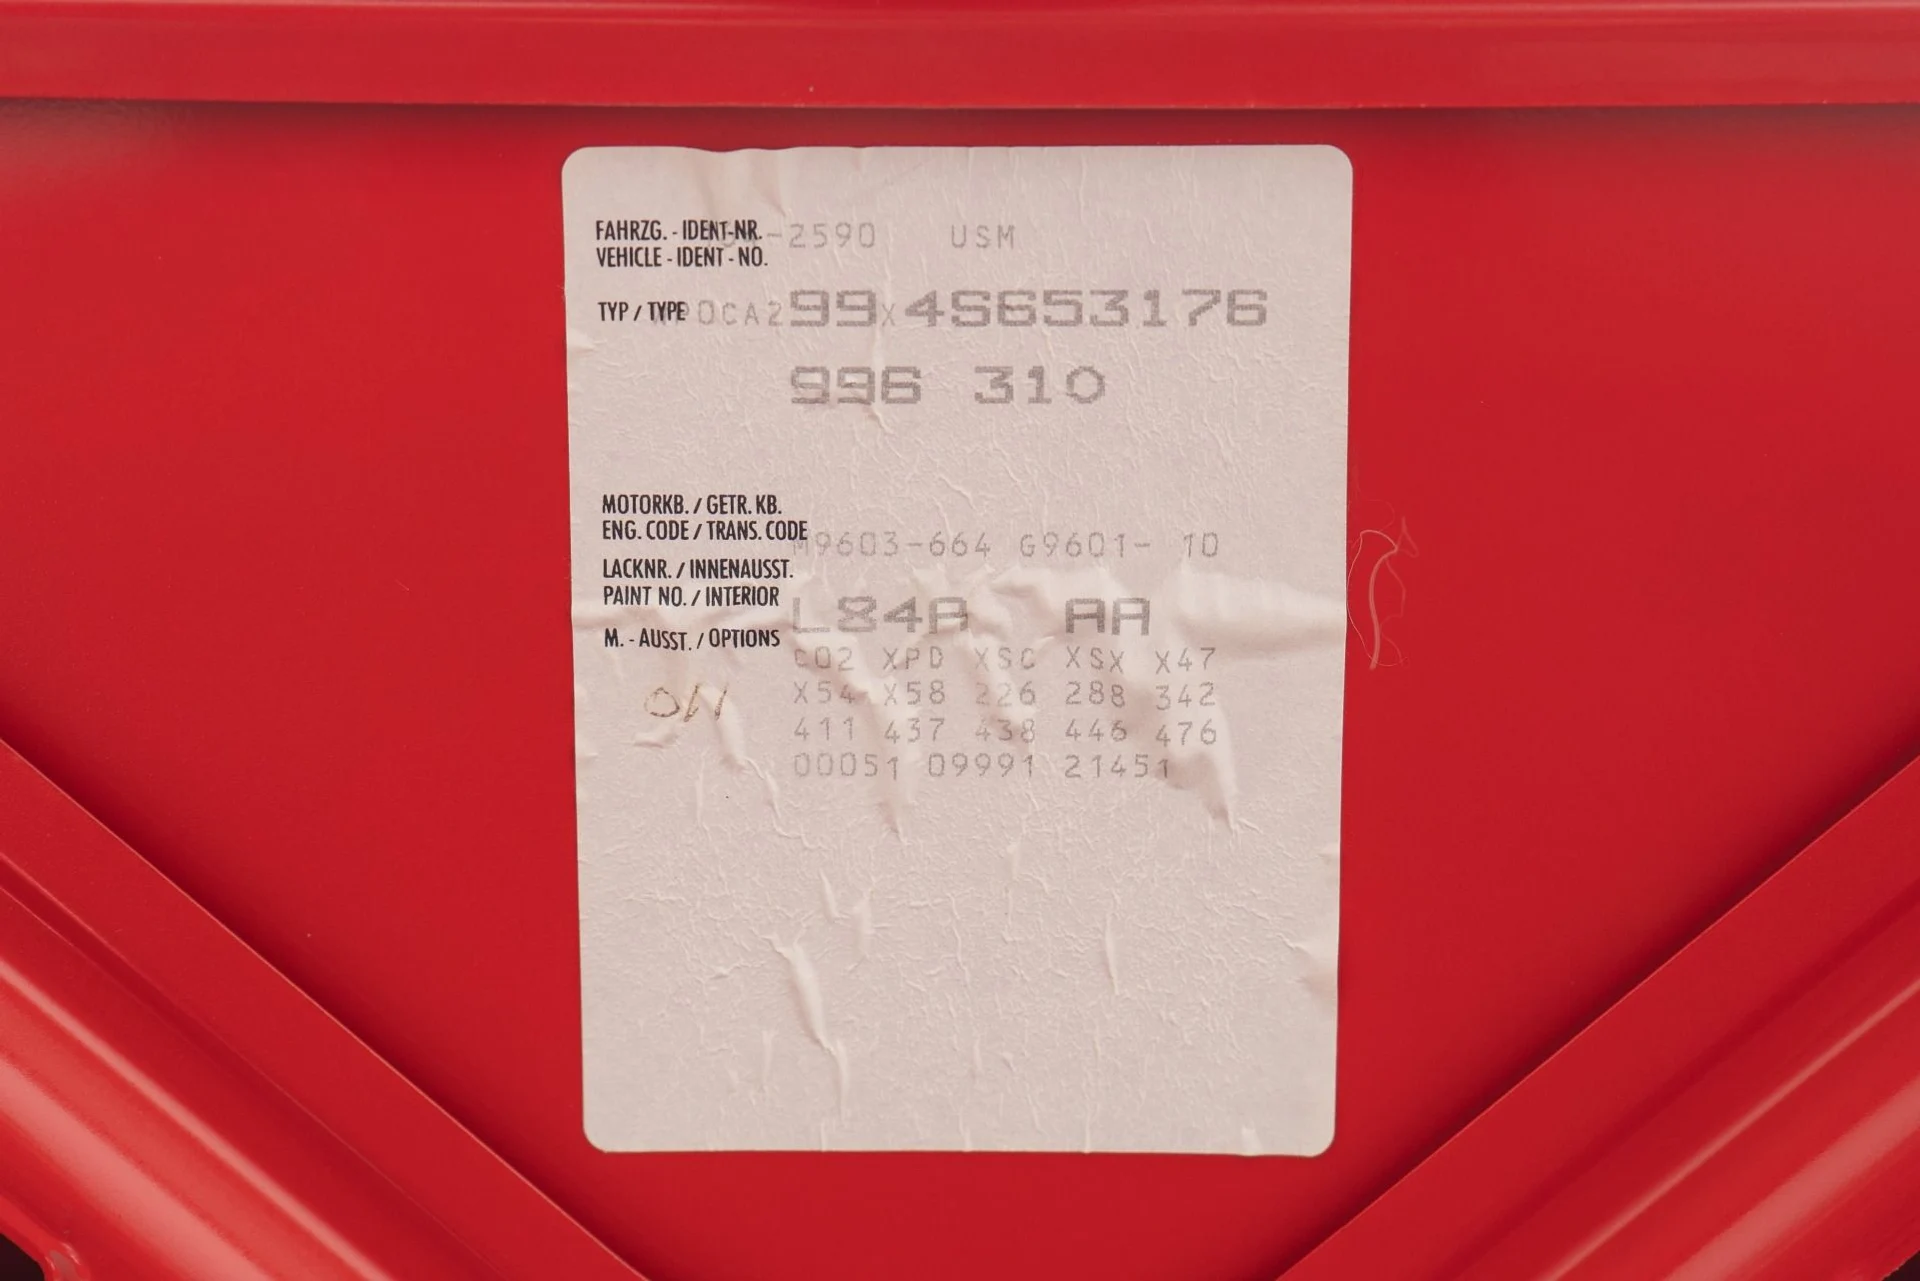 FAHRZG. - IDENT-NR. -2590 USM
VEHICLE - IDENT - NO.
TYP / TYPE WP0CA299X4S653176
996 310
MOTORKB. / GETR. KB.
ENG. CODE / TRANS. CODE M9603-664 G9601- 10
LACKNR. / INNENAUSST.
PAINT NO. / INTERIOR L84A AA
M. - AUSST. / OPTIONS C02 XPD XSC XSX X47
X54 X58 226 288 342
411 437 438 446 476
00051 09991 21451